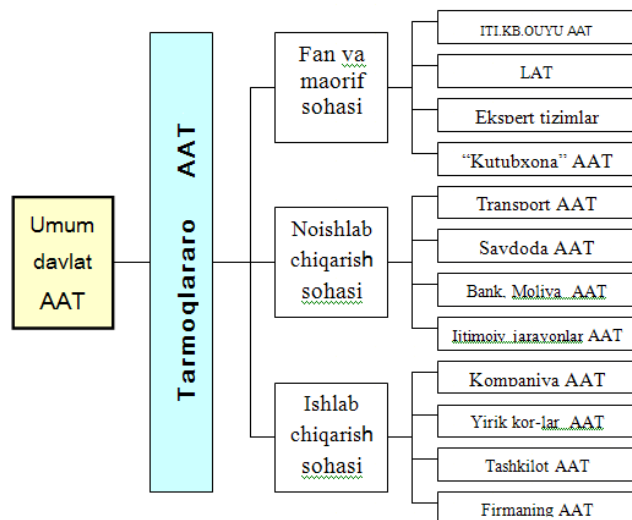 Umum
davlat
AAT
Tarmoqlararo AAT
Fan va
maorif
sohasi
ITI.KB.OUYU AAT
LAT
Ekspert tizimlar
“Kutubxona” AAT
Noishlab
chiqarish
sohasi
Transport AAT
Savdoda AAT
Bank. Moliya AAT
Ijtimoiy jarayonlar AAT
Ishlab
chiqarish
sohasi
Kompaniya AAT
Yirik kor-lar AAT
Tashkilot AAT
Firmaning AAT